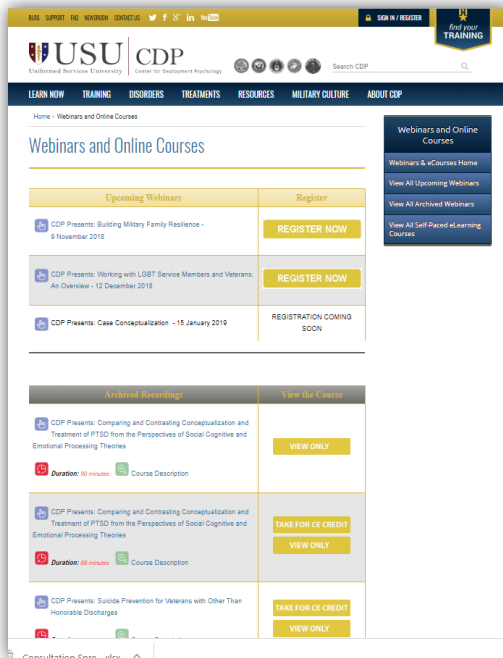 BLOG SUPPORT FAQ NEWSROOM CONTACT US
SIGN IN / REGISTER
find your
TRAINING
USU
Uniformed Services University
CDP
Center for Deployment Psychology
Search CDP
LEARN NOW TRAINING DISORDERS TREATMENTS RESOURCES MILITARY CULTURE ABOUT CDP
Home › Webinars and Online Courses
Webinars and Online Courses
Webinars and Online
Courses
Webinars & eCourses Home
View All Upcoming Webinars
View All Archived Webinars
View All Self-Paced eLearning
Courses
Upcoming Webinars Register
CDP Presents: Building Military Family Resilience -
9 November 2018
REGISTER NOW
CDP Presents: Working with LGBT Service Members and Veterans:
An Overview - 12 December 2018
REGISTER NOW
CDP Presents: Case Conceptualization - 15 January 2019
REGISTRATION COMING
SOON
Archived Recordings View the Course
CDP Presents: Comparing and Contrasting Conceptualization and
Treatment of PTSD from the Perspectives of Social Cognitive and
Emotional Processing Theories
Duration: 90 minutes Course Description
VIEW ONLY
CDP Presents: Comparing and Contrasting Conceptualization and
Treatment of PTSD from the Perspectives of Social Cognitive and
Emotional Processing Theories
Duration: 88 minutes Course Description
TAKE FOR CE CREDIT
VIEW ONLY
CDP Presents: Suicide Prevention for Veterans with Other Than
Honorable Discharges
TAKE FOR CE CREDIT
VIEW ONLY